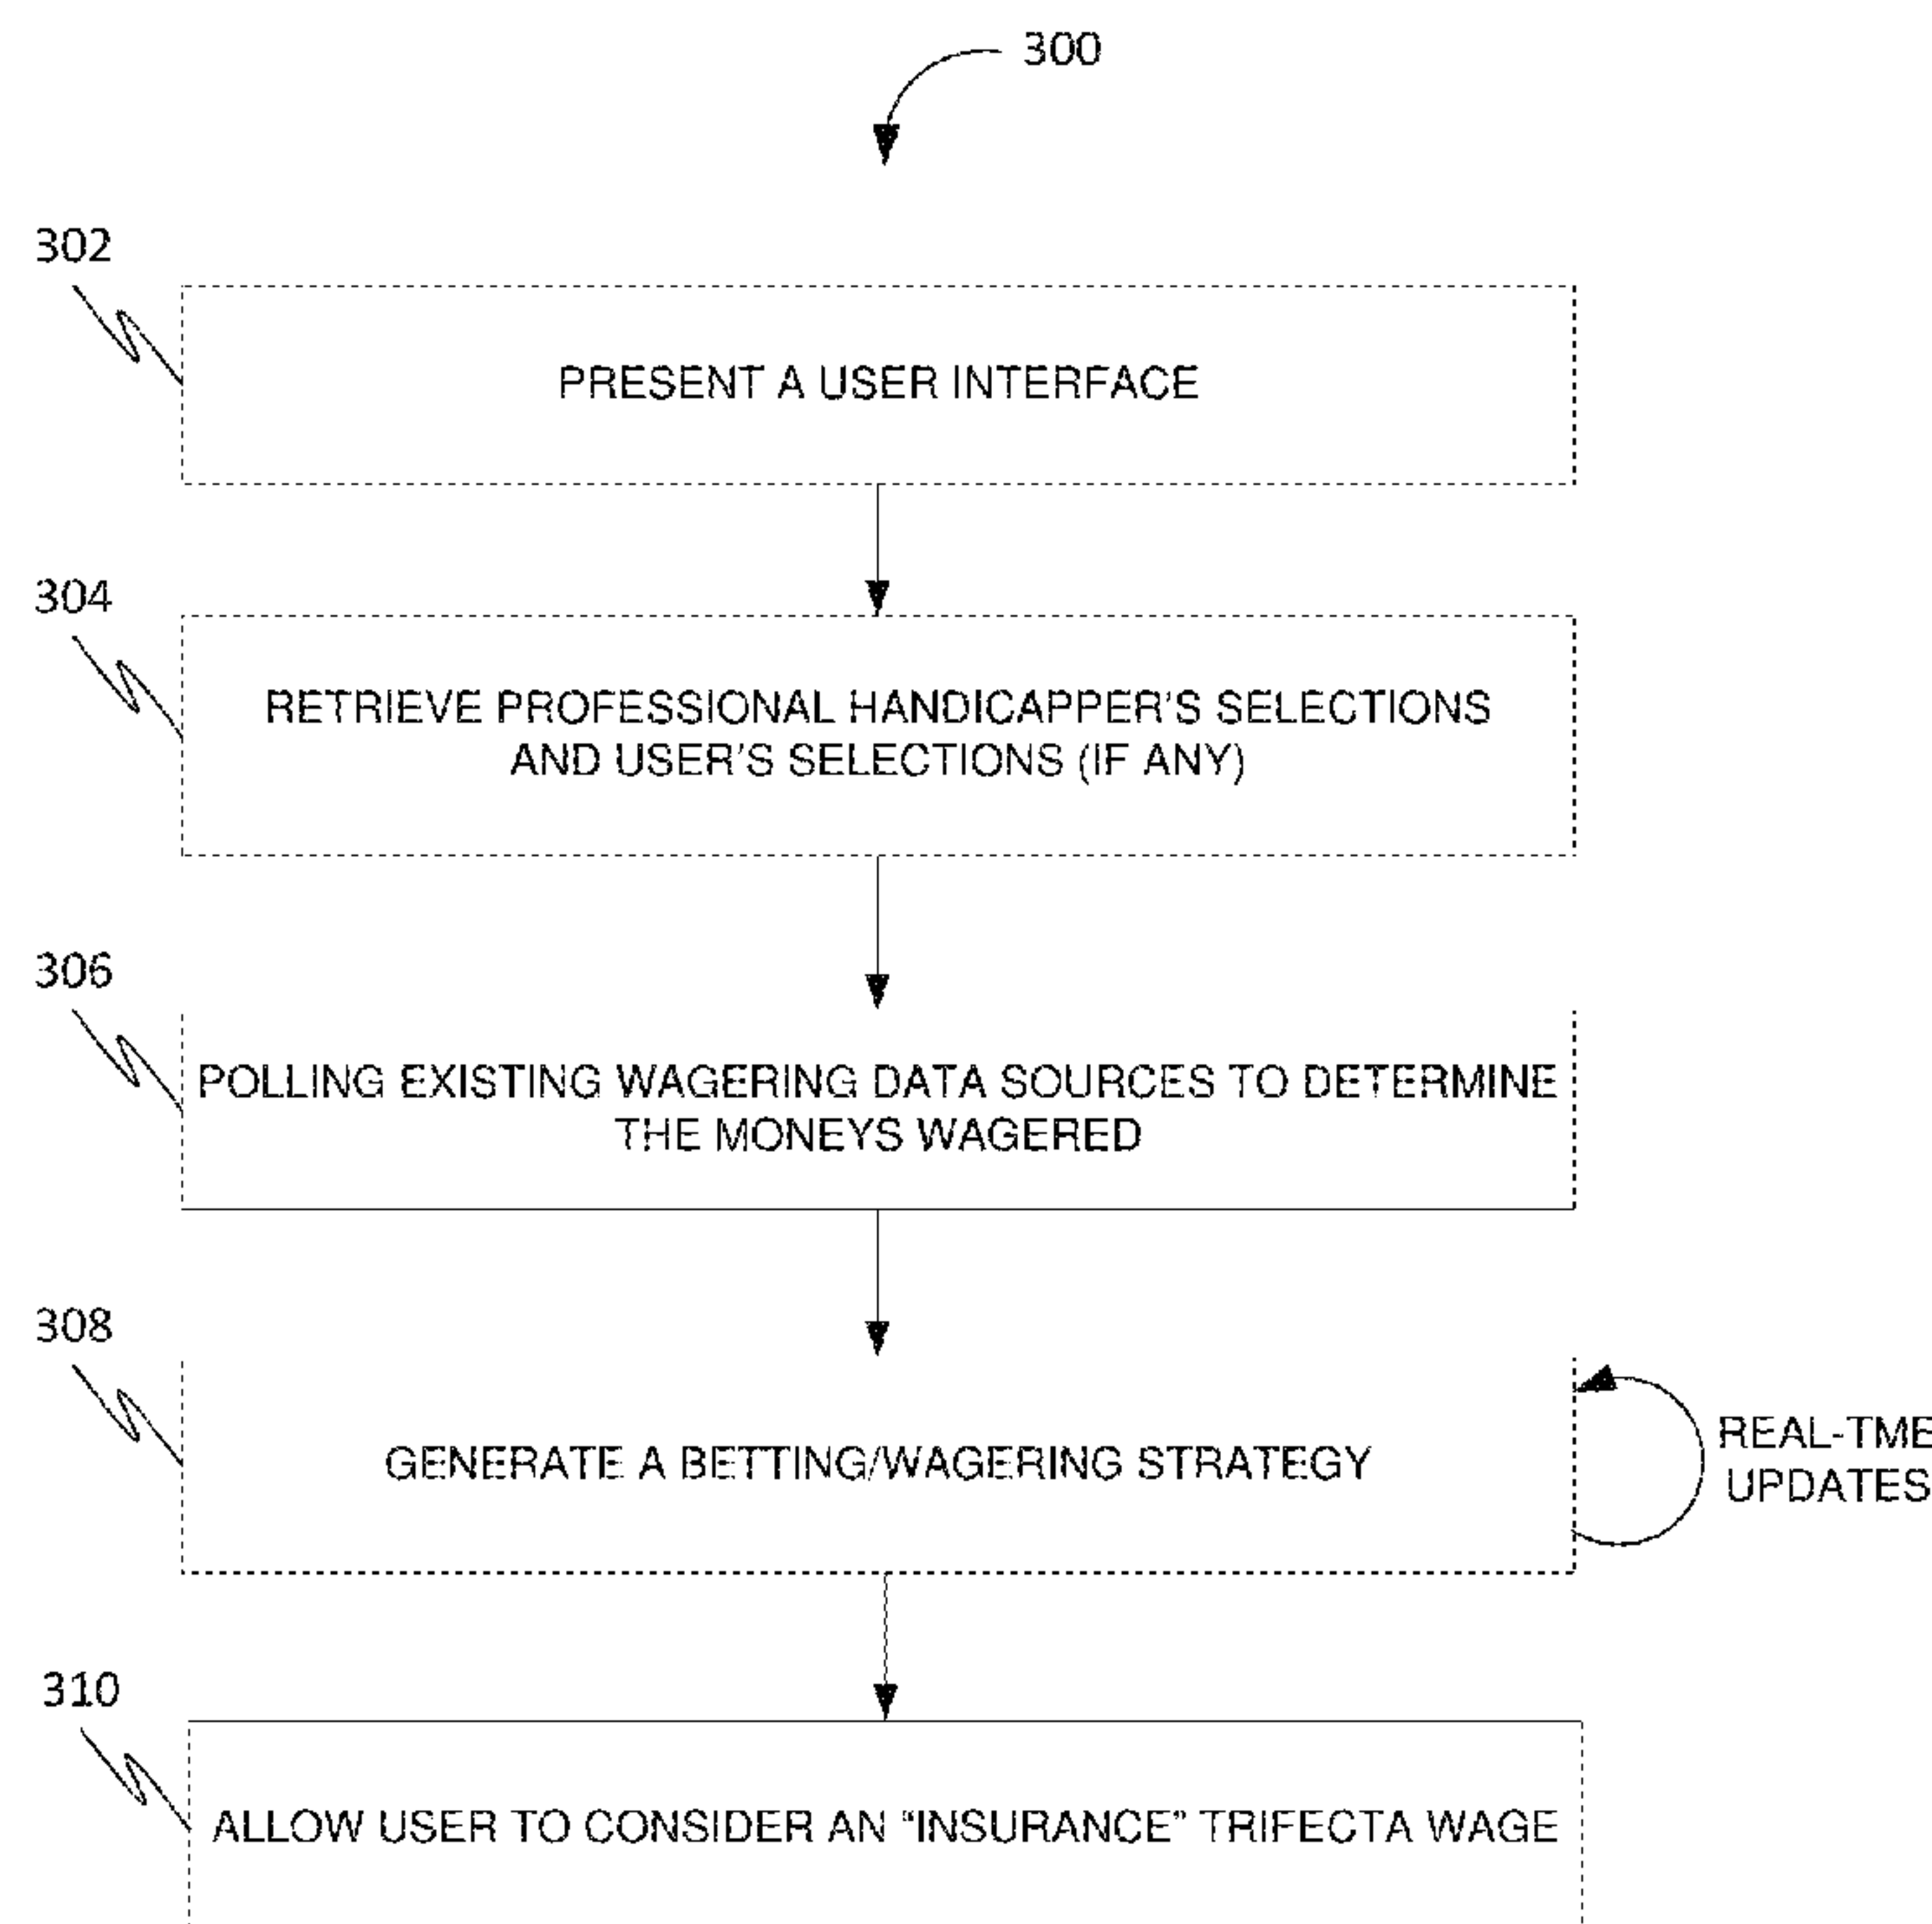 300
302
PRESENT A USER INTERFACE
304
RETRIEVE PROFESSIONAL HANDICAPPER'S SELECTIONS
AND USER'S SELECTIONS (IF ANY)
306
POLLING EXISTING WAGERING DATA SOURCES TO DETERMINE
THE MONEYS WAGERED
308
GENERATE A BETTING/WAGERING STRATEGY
REAL-TME
UPDATES
310
ALLOW USER TO CONSIDER AN “INSURANCE” TRIFECTA WAGE